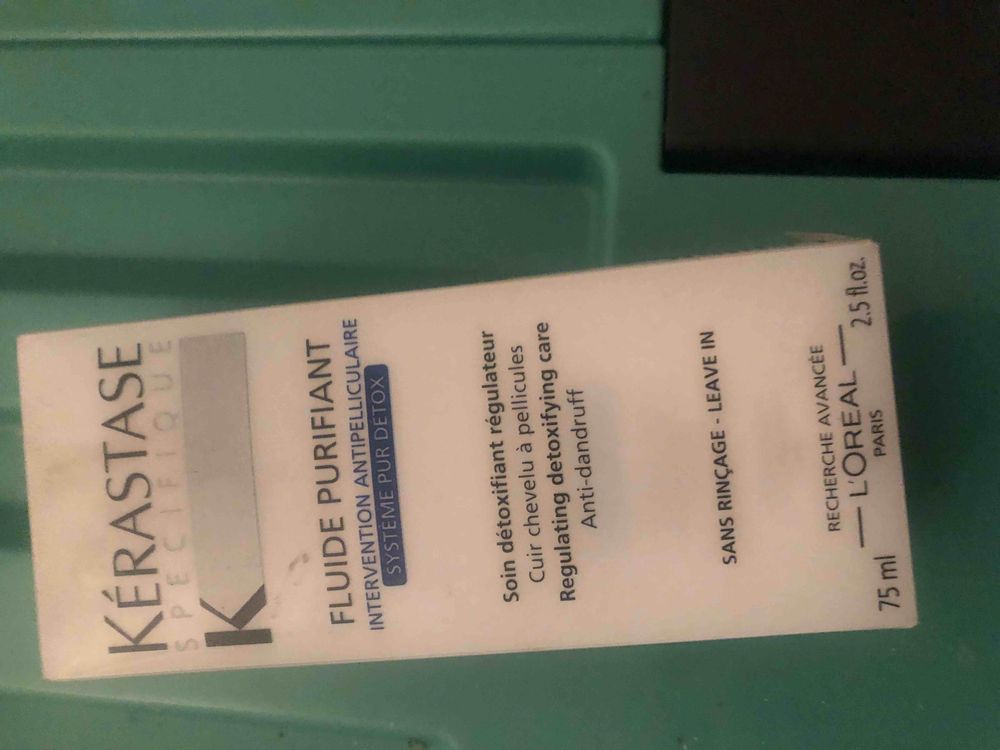 KÉRASTASE
SPECIFIQUE
K
FLUIDE PURIFIANT
INTERVENTION ANTIPELLICULAIRE
SYSTÈME PUR DETOX
Soin détoxifiant régulateur
Cuir chevelu à pellicules
Regulating detoxifying care
Anti-dandruff
SANS RINÇAGE - LEAVE IN
RECHERCHE AVANCÉE
L'ORÉAL
PARIS
75 ml 2.5 fl.oz.